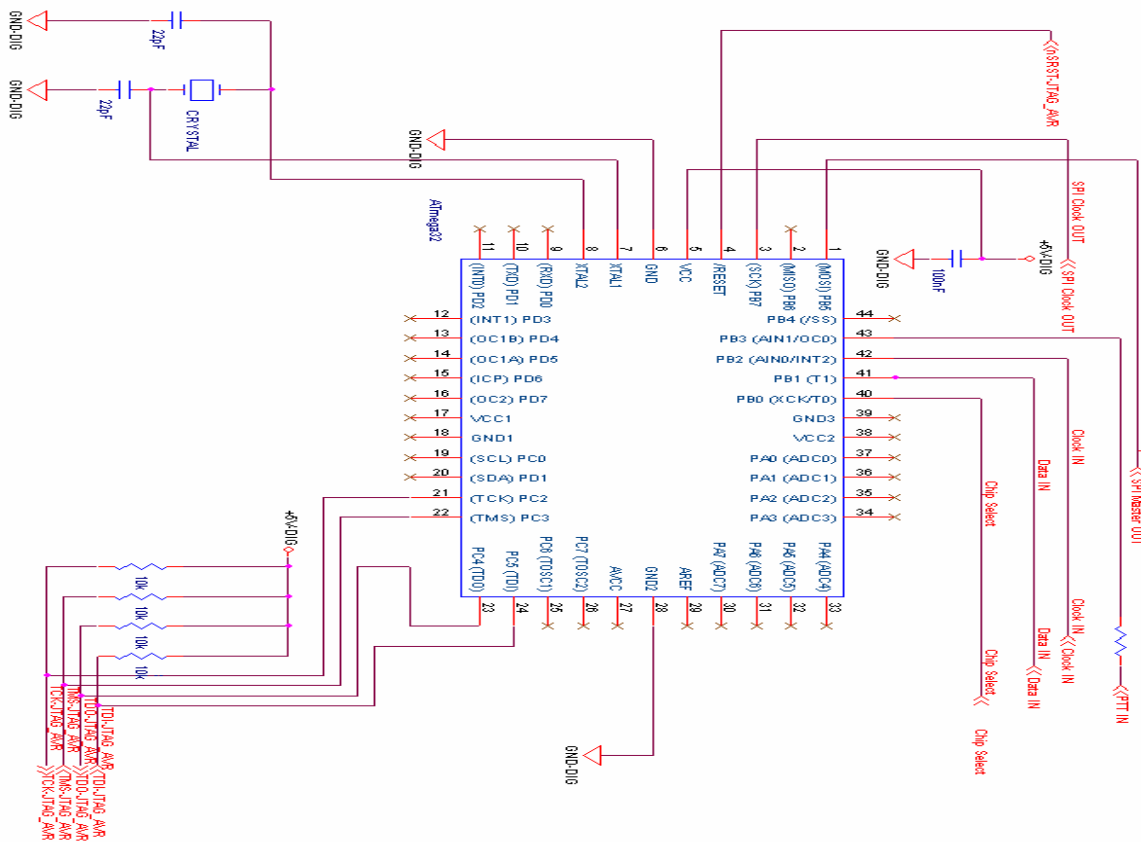 GND-DIG
22pF
GND-DIG
22pF
CRYSTAL
GND-DIG
ATmega32
<<nSRST-JTAG_AVR
SPI Clock OUT
<<SPI Clock OUT
+5V-DIG
100nF
GND-DIG
<<SPI Master OUT
11 10 9 8 7 6 5 4 3 2 1
(INT0) PD2
(TXD) PD1
(RXD) PD0
XTAL2
XTAL1
GND
VCC
/RESET
(SCK) PB7
(MISO) PB6
(MOSI) PB5
12 (INT1) PD3
13 (OC1B) PD4
14 (OC1A) PD5
15 (ICP) PD6
16 (OC2) PD7
17 VCC1
18 GND1
19 (SCL) PC0
20 (SDA) PD1
21 (TCK) PC2
22 (TMS) PC3
PB4 (/SS) 44
PB3 (AIN1/OC0) 43
PB2 (AIN0/INT2) 42
PB1 (T1) 41
PB0 (XCK/T0) 40
GND3 39
VCC2 38
PA0 (ADC0) 37
PA1 (ADC1) 36
PA2 (ADC2) 35
PA3 (ADC3) 34
PC4 (TDO)
PC5 (TDI)
PC6 (TOSC1)
PC7 (TOSC2)
AVCC
GND2
AREF
PA7 (ADC7)
PA6 (ADC6)
PA5 (ADC5)
PA4 (ADC4)
23 24 25 26 27 28 29 30 31 32 33
Clock IN
Data IN
Chip Select
Clock IN
Data IN
Chip Select
<<Clock IN
<<Data IN
<<PTT IN
Chip Select
GND-DIG
+5V-DIG
10k
10k
10k
10k
TCK-JTAG_AVR
TMS-JTAG_AVR
TDO-JTAG_AVR
TDI-JTAG_AVR
TCK-JTAG_AVR
TMS-JTAG_AVR
TDO-JTAG_AVR
TDI-JTAG_AVR